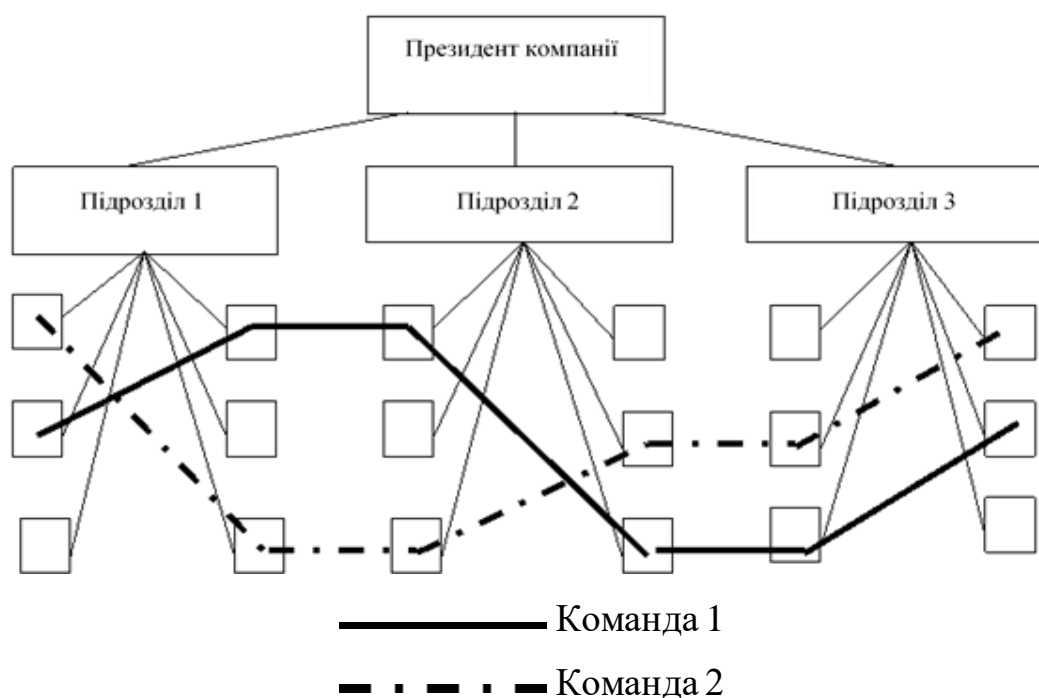 Президент компанії
Підрозділ 1
Підрозділ 2
Підрозділ 3
Команда 1
Команда 2